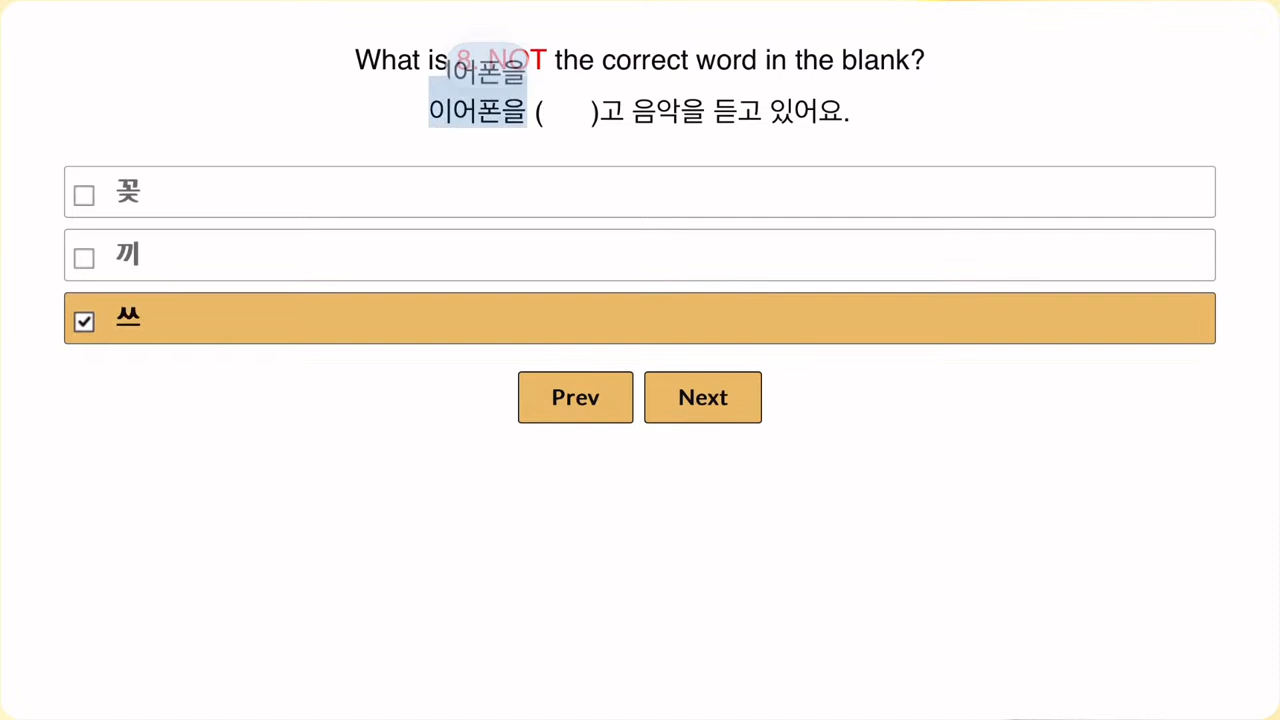 What is 8. NOT the correct word in the blank?
이어폰을
이어폰을 ( )고 음악을 듣고 있어요.
꽂
끼
쓰
Prev Next